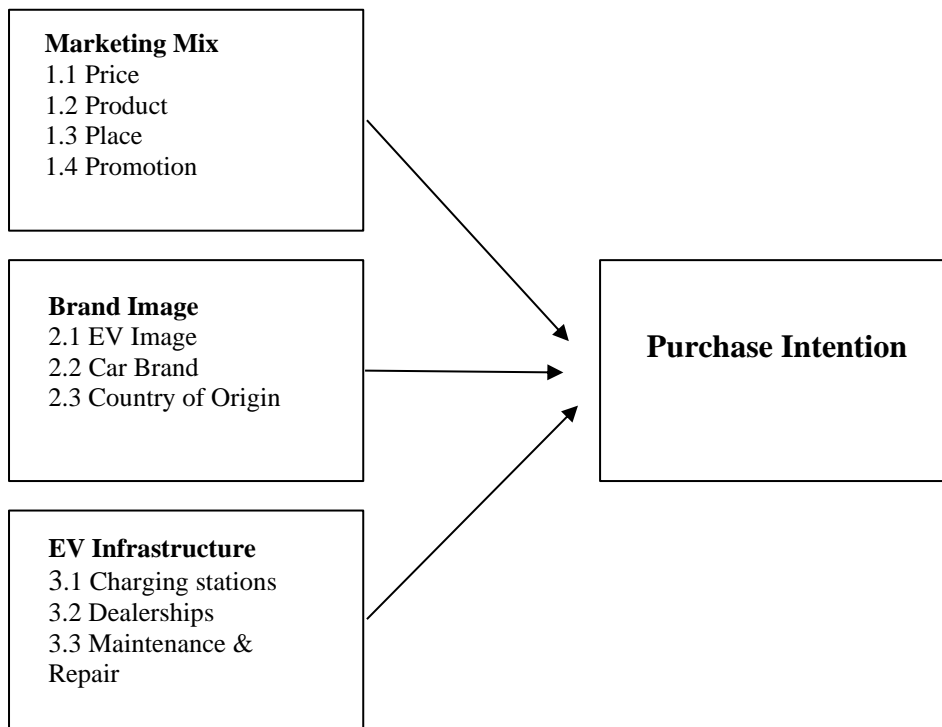 Marketing Mix
1.1 Price
1.2 Product
1.3 Place
1.4 Promotion
Brand Image
2.1 EV Image
2.2 Car Brand
2.3 Country of Origin
Purchase Intention
EV Infrastructure
3.1 Charging stations
3.2 Dealerships
3.3 Maintenance &
Repair